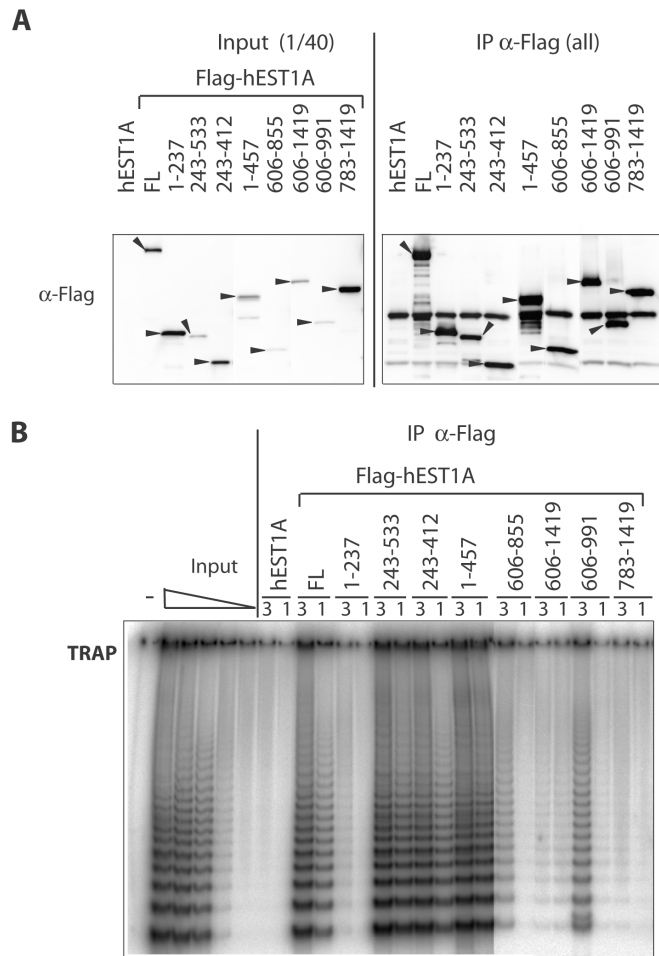 A
Input (1/40)
IP α-Flag (all)
Flag-hEST1A
hEST1A
FL
1-237
243-533
243-412
1-457
606-855
606-1419
606-991
783-1419
hEST1A
FL
1-237
243-533
243-412
1-457
606-855
606-1419
606-991
783-1419
α-Flag
B
IP α-Flag
Flag-hEST1A
Input
hEST1A
FL
1-237
243-533
243-412
1-457
606-855
606-1419
606-991
783-1419
- 3 1 3 1 3 1 3 1 3 1 3 1 3 1 3 1 3 1 3 1
TRAP